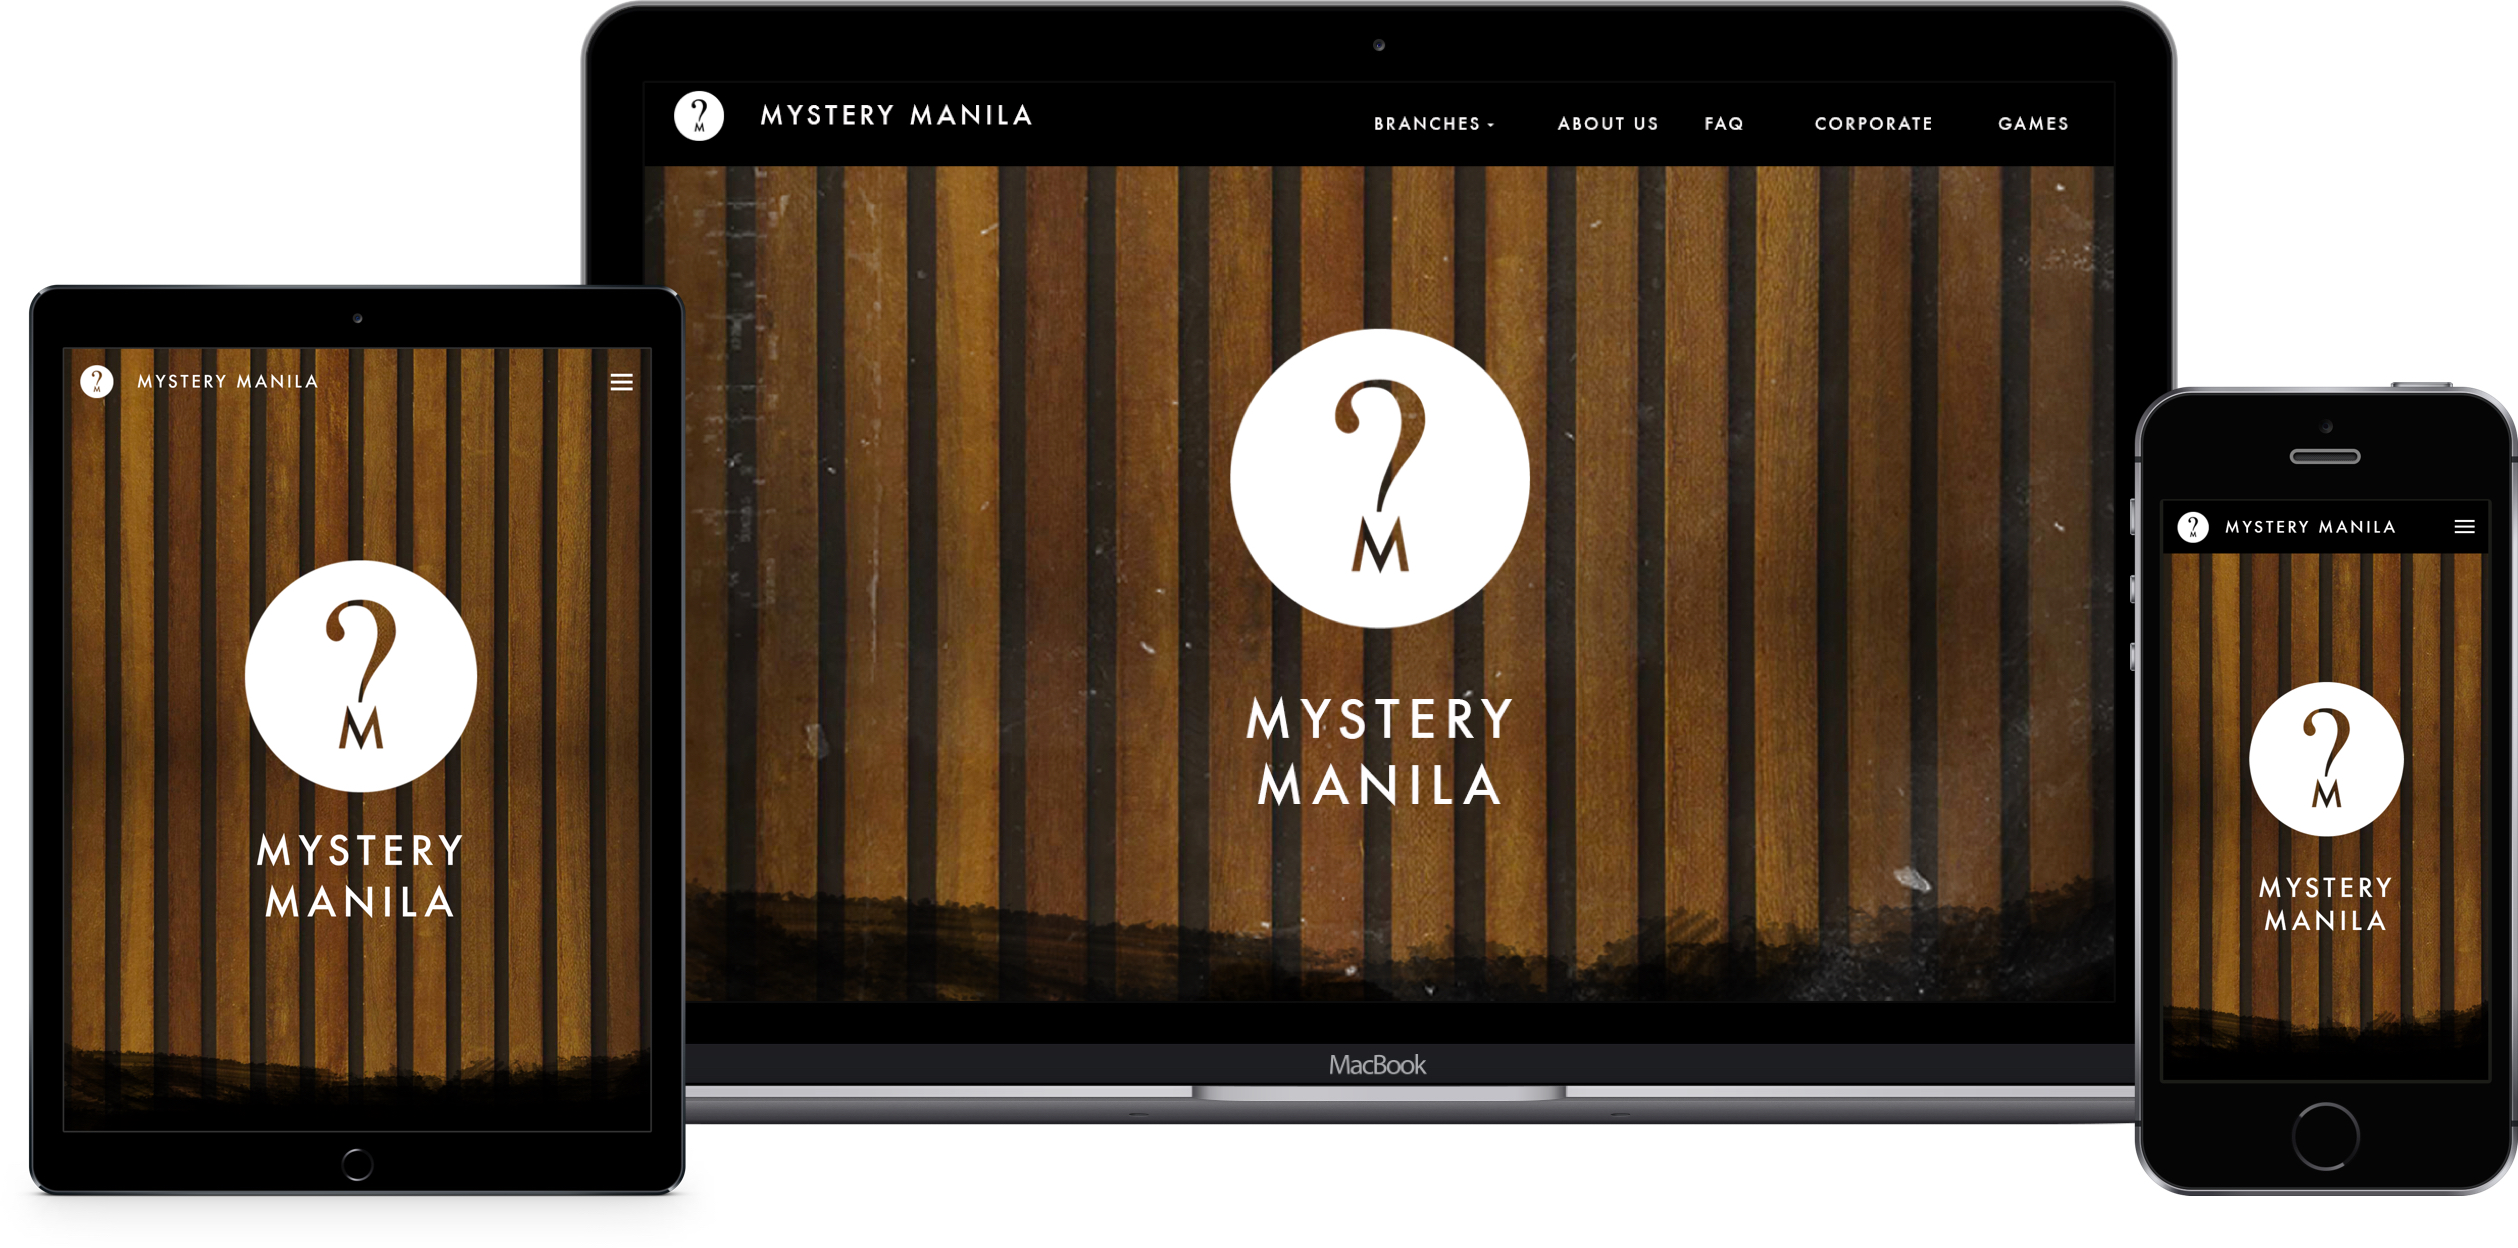 ? M MYSTERY MANILA BRANCHES ABOUT US FAQ CORPORATE GAMES
?
M
MYSTERY
MANILA
MacBook
? M MYSTERY MANILA
?
M
MYSTERY
MANILA
? M MYSTERY MANILA
?
M
MYSTERY
MANILA